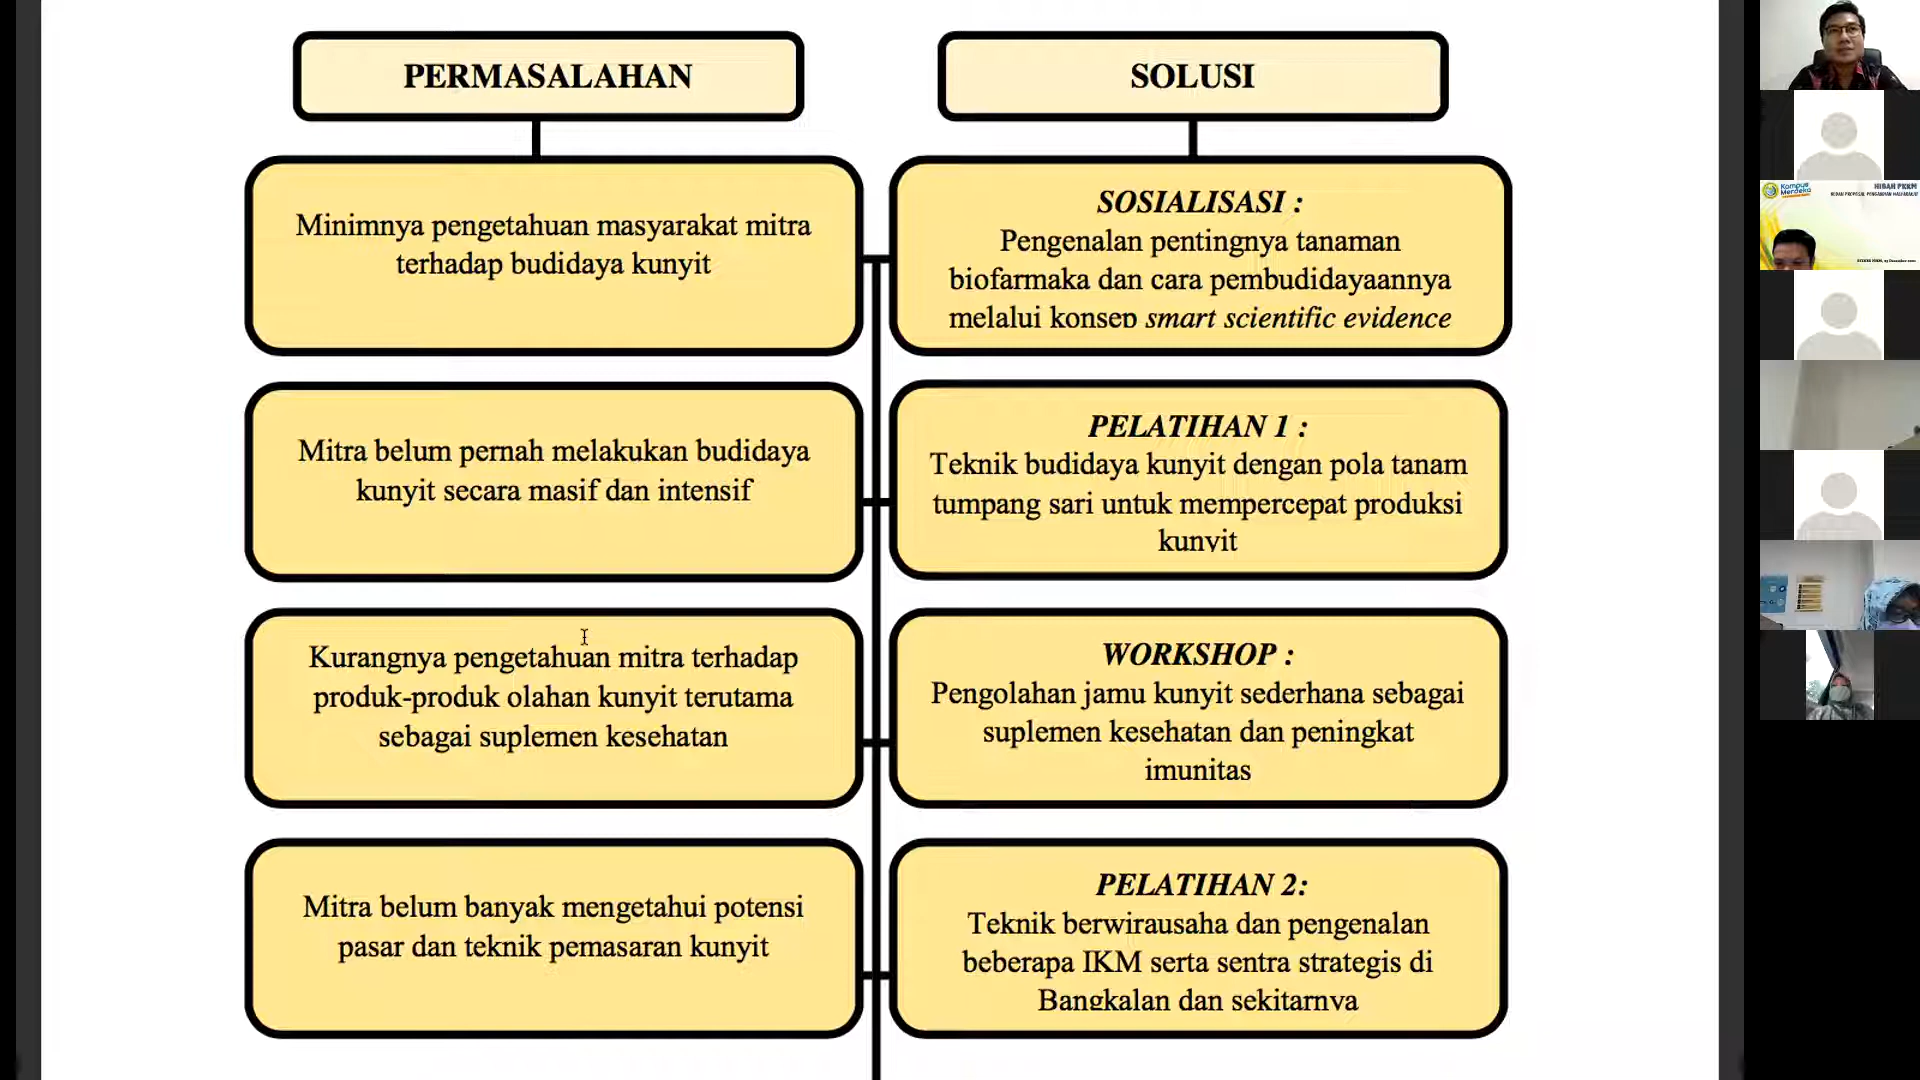 PERMASALAHAN
SOLUSI
Minimnya pengetahuan masyarakat mitra
terhadap budidaya kunyit
SOSIALISASI :
Pengenalan pentingnya tanaman
biofarmaka dan cara pembudidayaannya
melalui konsep smart scientific evidence
Mitra belum pernah melakukan budidaya
kunyit secara masif dan intensif
PELATIHAN 1 :
Teknik budidaya kunyit dengan pola tanam
tumpang sari untuk mempercepat produksi
kunyit
Kurangnya pengetahuan mitra terhadap
produk-produk olahan kunyit terutama
sebagai suplemen kesehatan
WORKSHOP :
Pengolahan jamu kunyit sederhana sebagai
suplemen kesehatan dan peningkat
imunitas
Mitra belum banyak mengetahui potensi
pasar dan teknik pemasaran kunyit
PELATIHAN 2:
Teknik berwirausaha dan pengenalan
beberapa IKM serta sentra strategis di
Bangkalan dan sekitarnya
Kampus
Merdeka
HIBAH PKKM